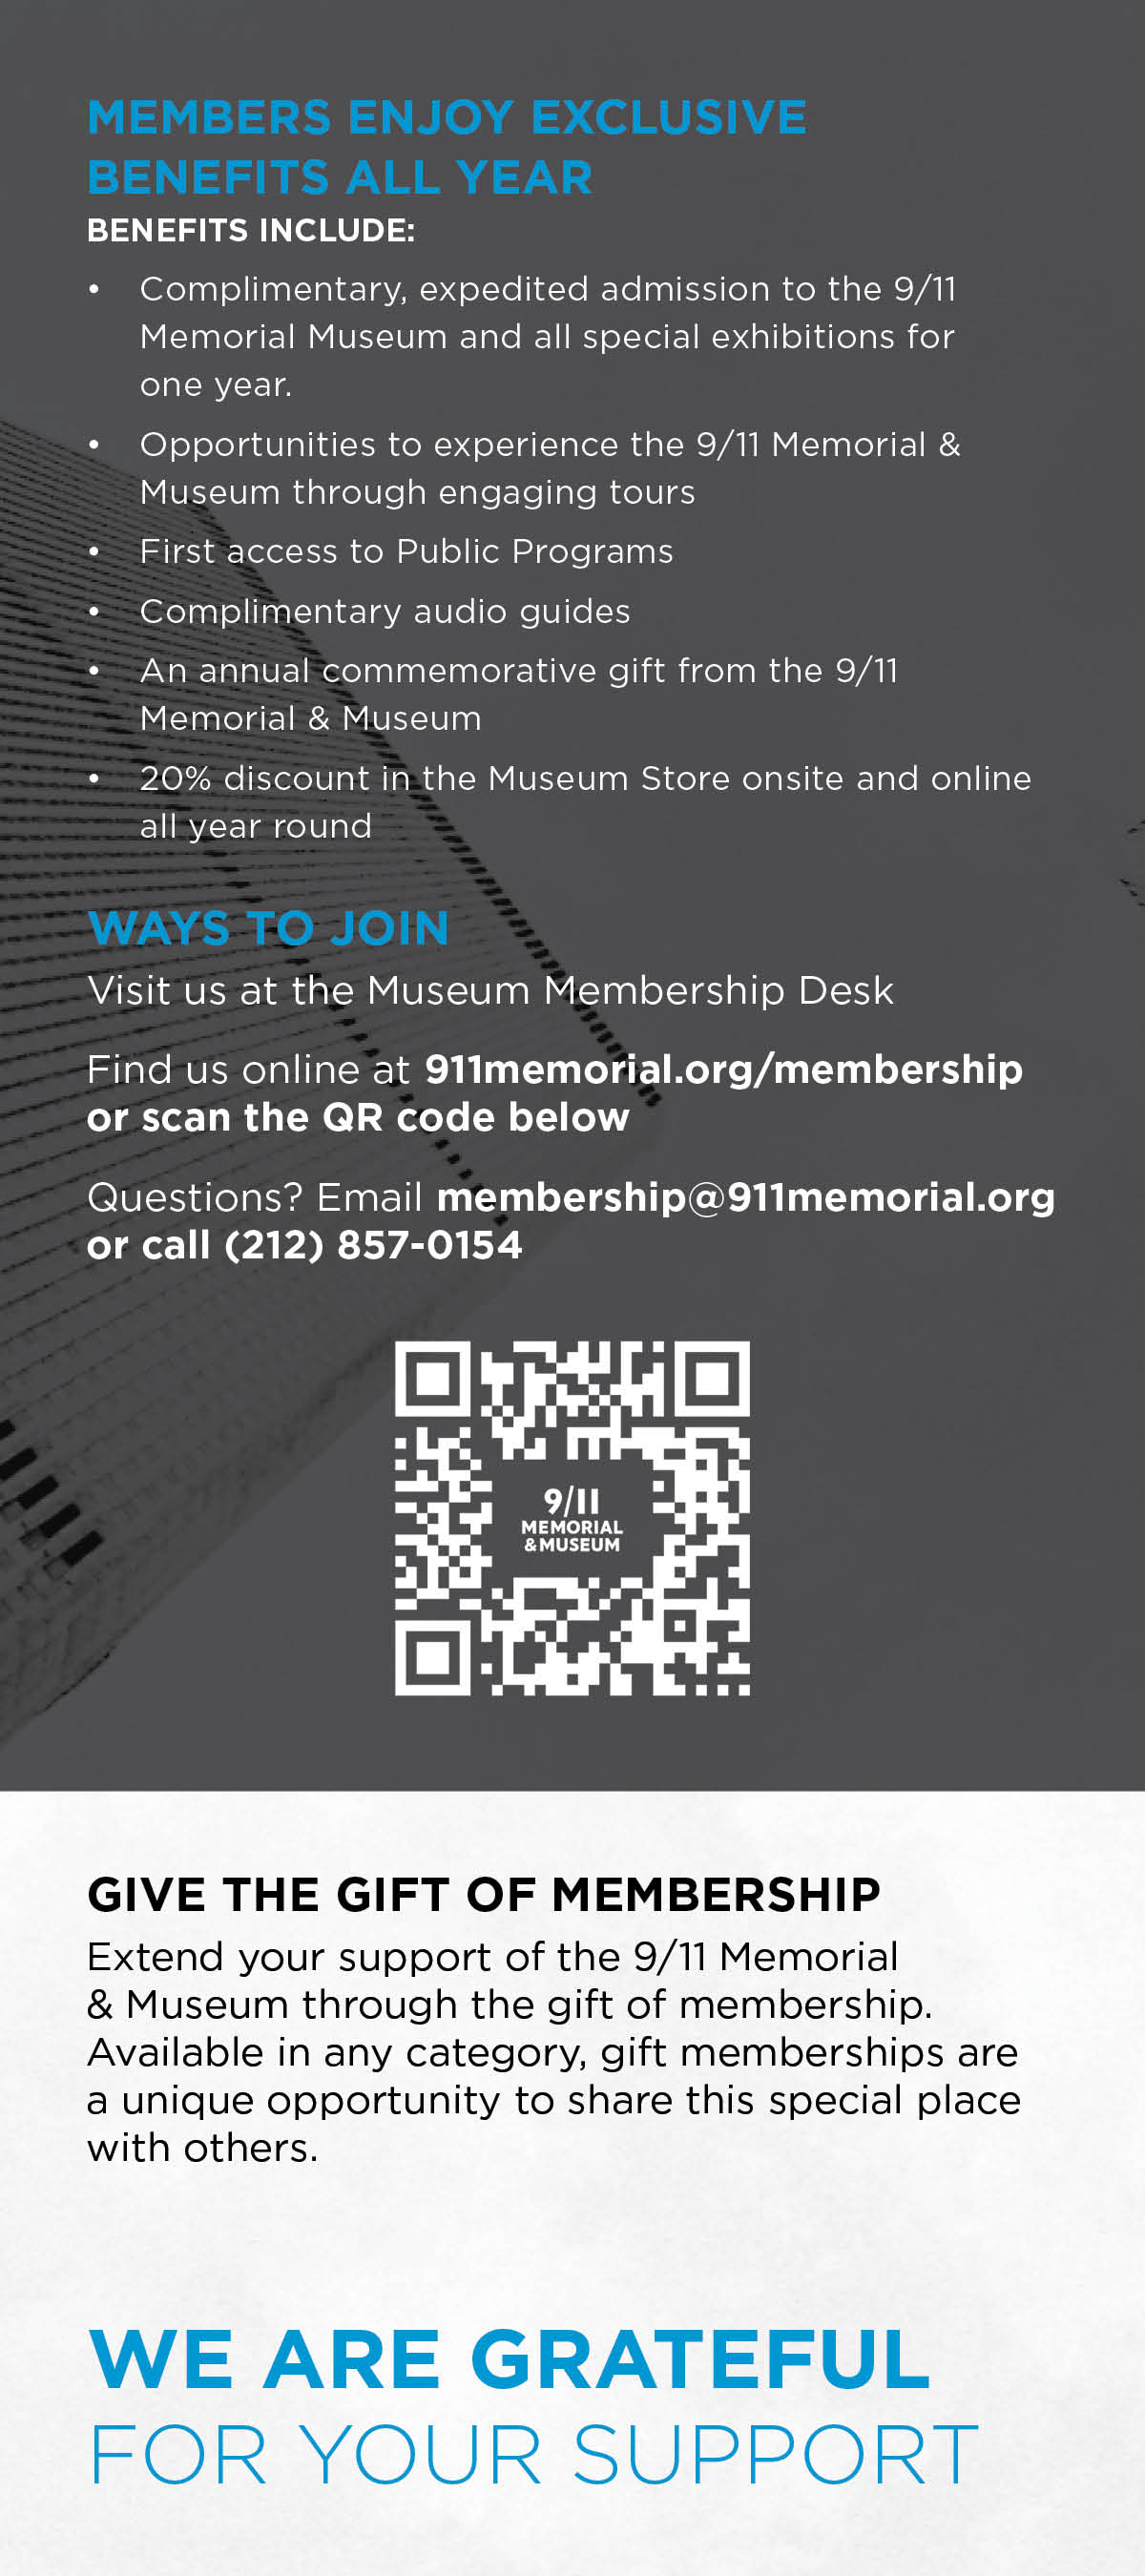 MEMBERS ENJOY EXCLUSIVE
BENEFITS ALL YEAR
BENEFITS INCLUDE:
• Complimentary, expedited admission to the 9/11
Memorial Museum and all special exhibitions for
one year.
• Opportunities to experience the 9/11 Memorial &
Museum through engaging tours
• First access to Public Programs
• Complimentary audio guides
• An annual commemorative gift from the 9/11
Memorial & Museum
• 20% discount in the Museum Store onsite and online
all year round
WAYS TO JOIN
Visit us at the Museum Membership Desk
Find us online at 911memorial.org/membership
or scan the QR code below
Questions? Email membership@911memorial.org
or call (212) 857-0154
9/11
MEMORIAL
&MUSEUM
GIVE THE GIFT OF MEMBERSHIP
Extend your support of the 9/11 Memorial
& Museum through the gift of membership.
Available in any category, gift memberships are
a unique opportunity to share this special place
with others.
WE ARE GRATEFUL
FOR YOUR SUPPORT